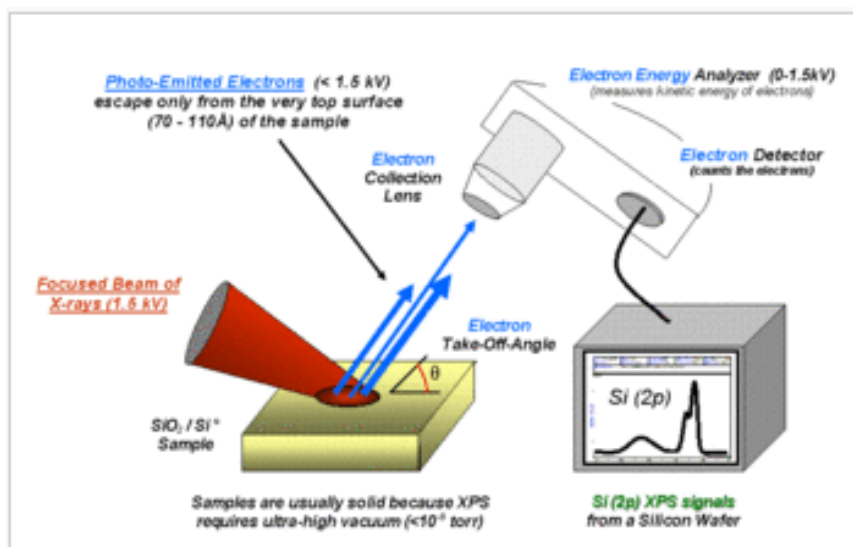 Photo-Emitted Electrons (< 1.5 kV)
escape only from the very top surface
(70 - 110Å) of the sample
Electron Energy Analyzer (0-1.5kV)
(measures kinetic energy of electrons)
Electron
Collection
Lens
Electron Detector
(counts the electrons)
Focused Beam of
X-rays (1.5 kV)
Electron
Take-Off-Angle
θ
SiO₂ / Si°
Sample
Si (2p)
Samples are usually solid because XPS
requires ultra-high vacuum (<10 torr)
Si (2p) XPS signals
from a Silicon Wafer